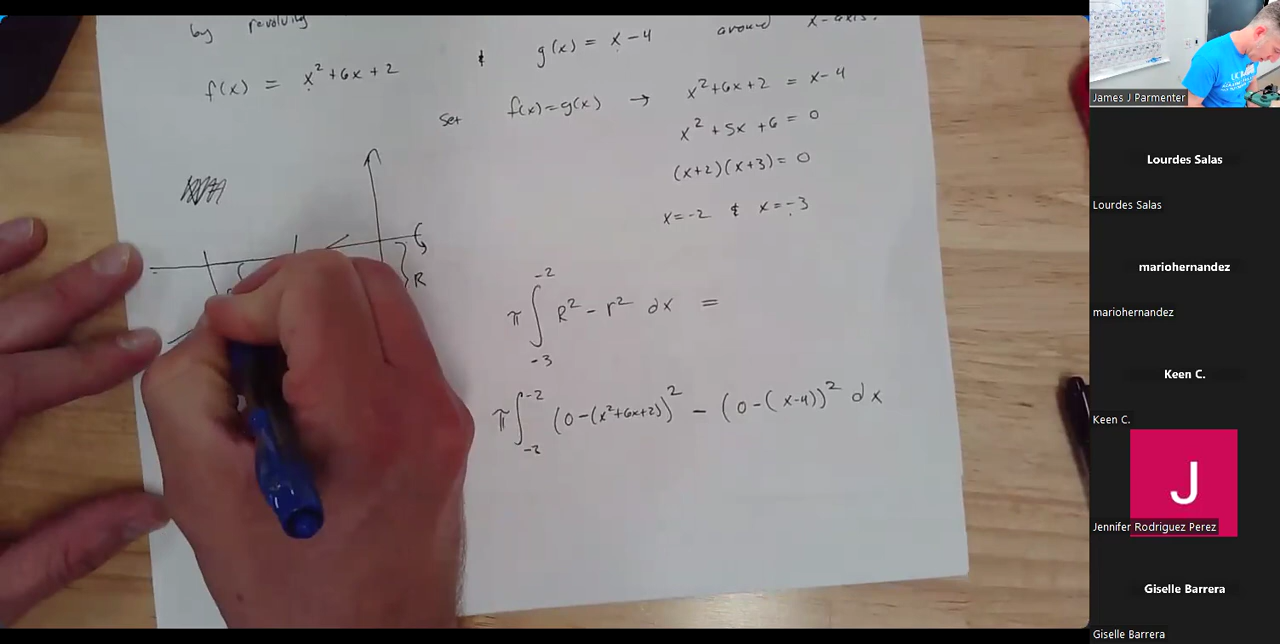 by revolving
f(x) = x² + 6x + 2 & g(x) = x - 4 around x-axis.
Set f(x) = g(x) → x² + 6x + 2 = x - 4
x² + 5x + 6 = 0
(x+2)(x+3) = 0
x = -2 & x = -3
R
π ∫_{-3}^{-2} R² - r² dx =
π ∫_{-3}^{-2} (0 - (x² + 6x + 2))² - (0 - (x-4))² dx
James J Parmenter
Lourdes Salas
Lourdes Salas
mariohernandez
mariohernandez
Keen C.
Keen C.
J
Jennifer Rodriguez Perez
Giselle Barrera
Giselle Barrera